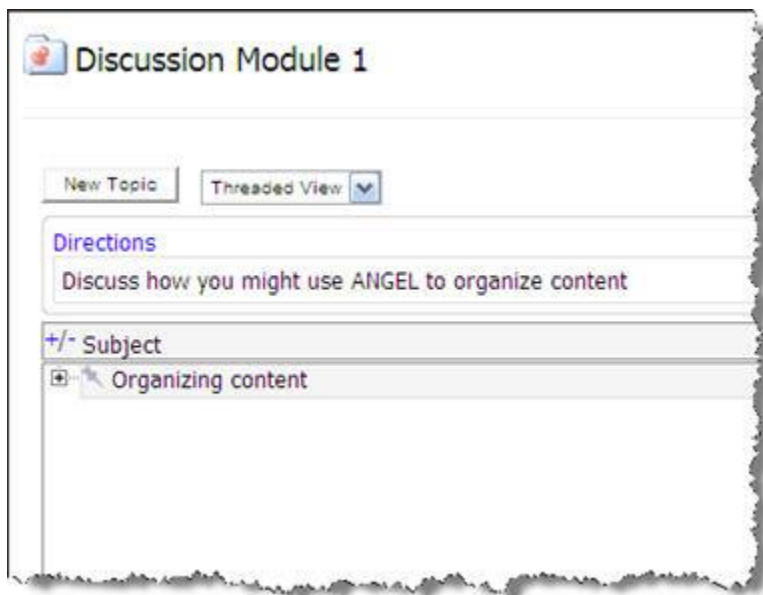 Discussion Module 1
New Topic Threaded View
Directions
Discuss how you might use ANGEL to organize content
+/- Subject
Organizing content